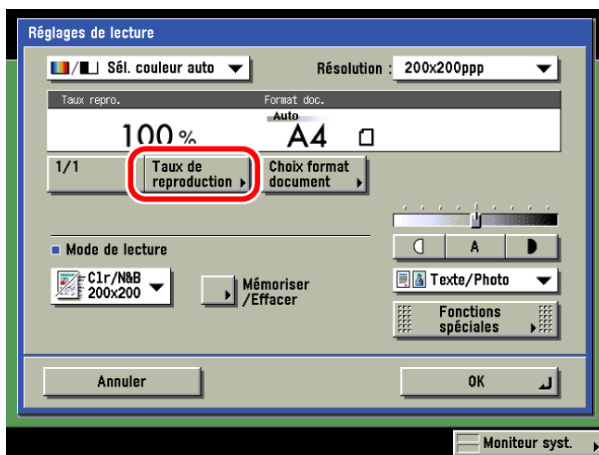 Réglages de lecture
Sél. couleur auto
Résolution : 200x200ppp
Taux repro.
Format doc.
Auto
100 %
A4
1/1
Taux de
reproduction
Choix format
document
Mode de lecture
A
Clr/N&B
200x200
Mémoriser
/Effacer
Texte/Photo
Fonctions
spéciales
Annuler
OK
Moniteur syst.